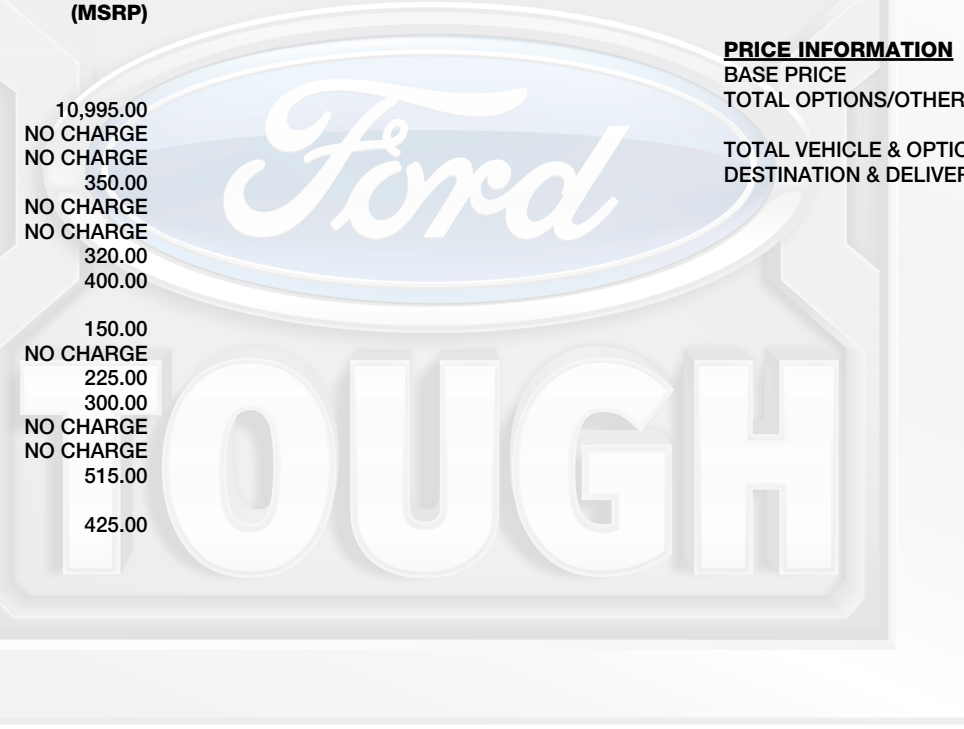 (MSRP)
10,995.00
NO CHARGE
NO CHARGE
350.00
NO CHARGE
NO CHARGE
320.00
400.00
150.00
NO CHARGE
225.00
300.00
NO CHARGE
NO CHARGE
515.00
425.00
PRICE INFORMATION
BASE PRICE
TOTAL OPTIONS/OTHER
TOTAL VEHICLE & OPTIO
DESTINATION & DELIVER
Ford
TOUGH